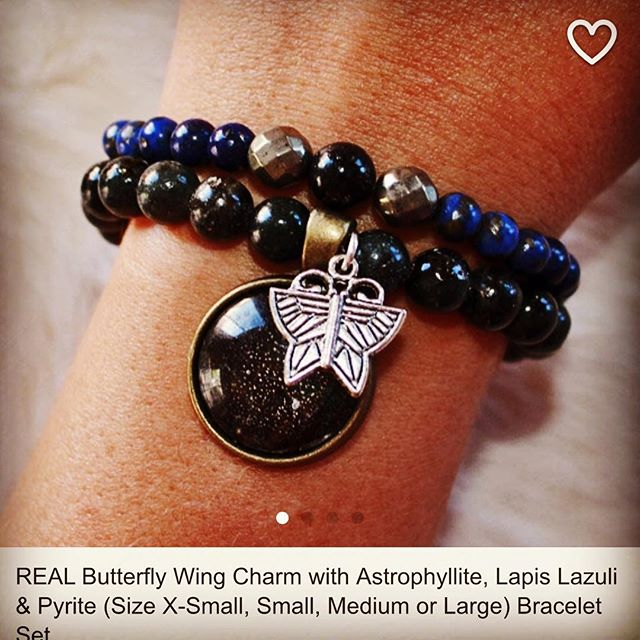 REAL Butterfly Wing Charm with Astrophyllite, Lapis Lazuli
& Pyrite (Size X-Small, Small, Medium or Large) Bracelet
Set